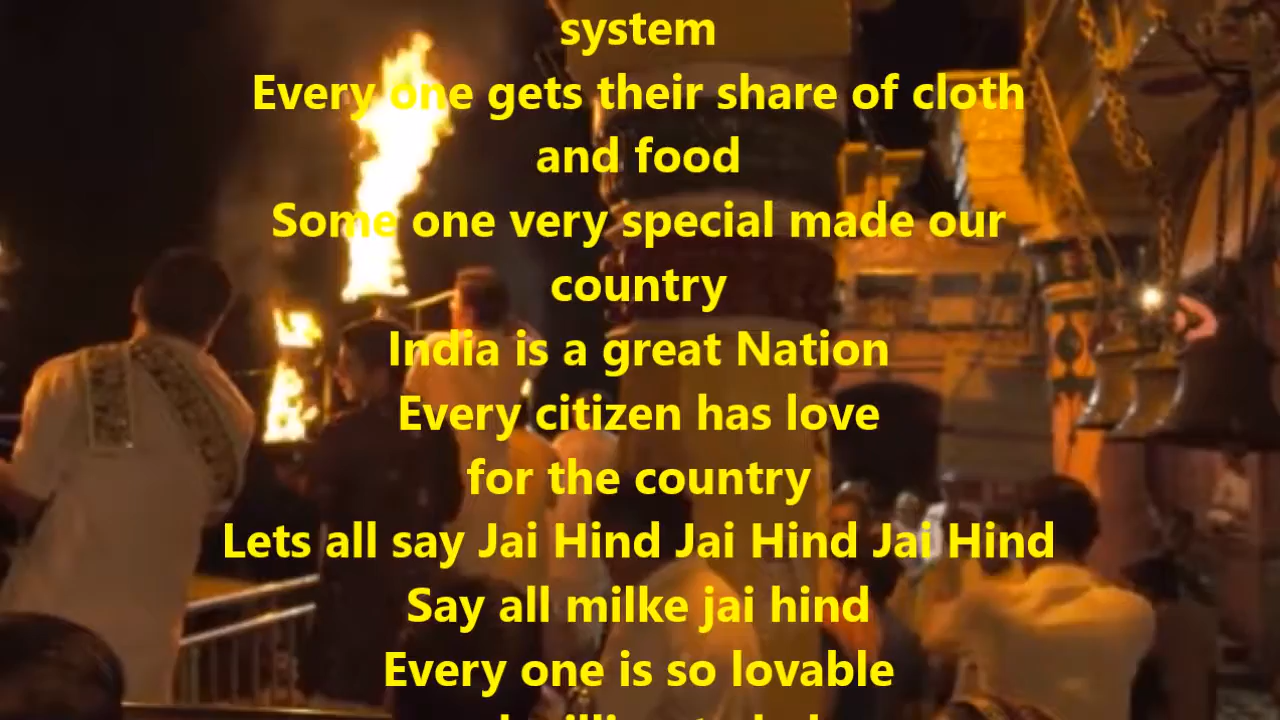 system
Every one gets their share of cloth
and food
Some one very special made our
country
India is a great Nation
Every citizen has love
for the country
Lets all say Jai Hind Jai Hind Jai Hind
Say all milke jai hind
Every one is so lovable